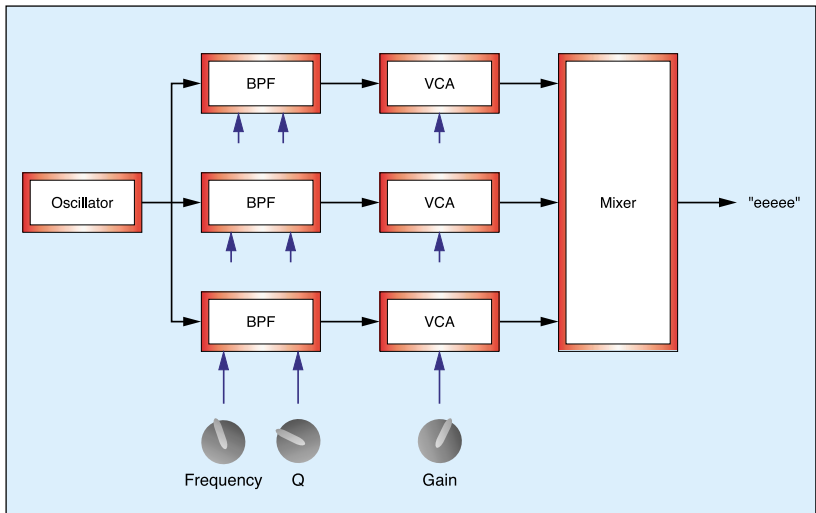 BPF
VCA
Oscillator
BPF
VCA
Mixer
"eeeee"
BPF
VCA
Frequency
Q
Gain